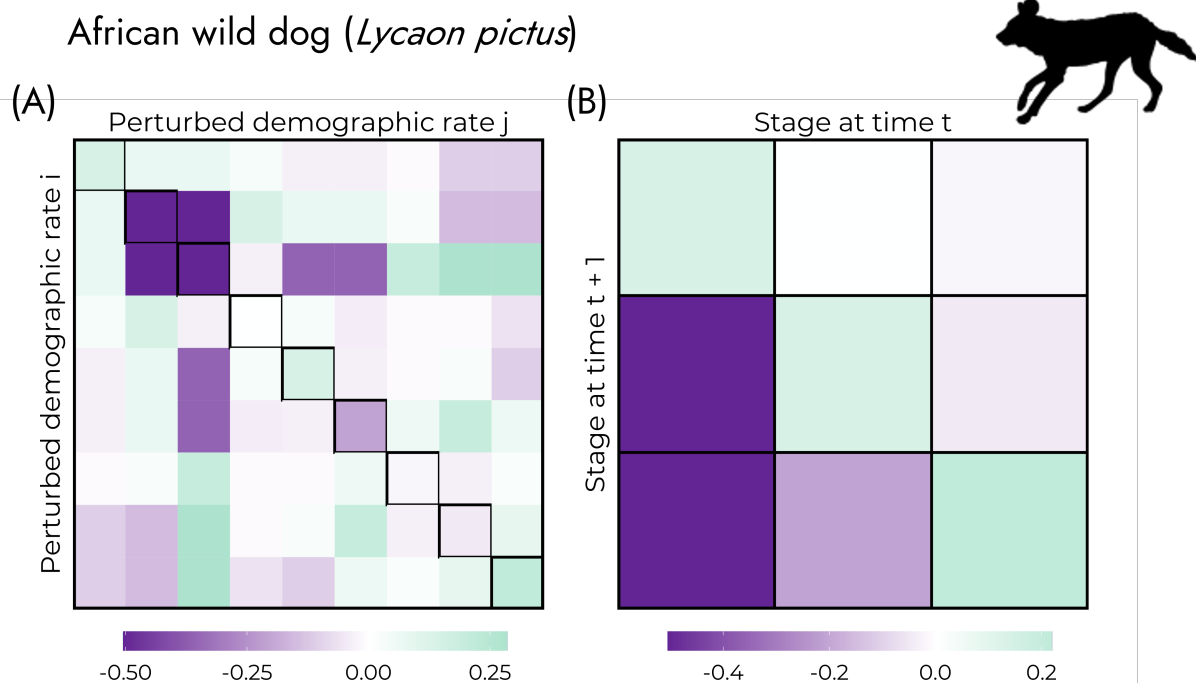 African wild dog (Lycaon pictus)
(A)
Perturbed demographic rate j
Perturbed demographic rate i
-0.50 -0.25 0.00 0.25
(B)
Stage at time t
Stage at time t + 1
-0.4 -0.2 0.0 0.2